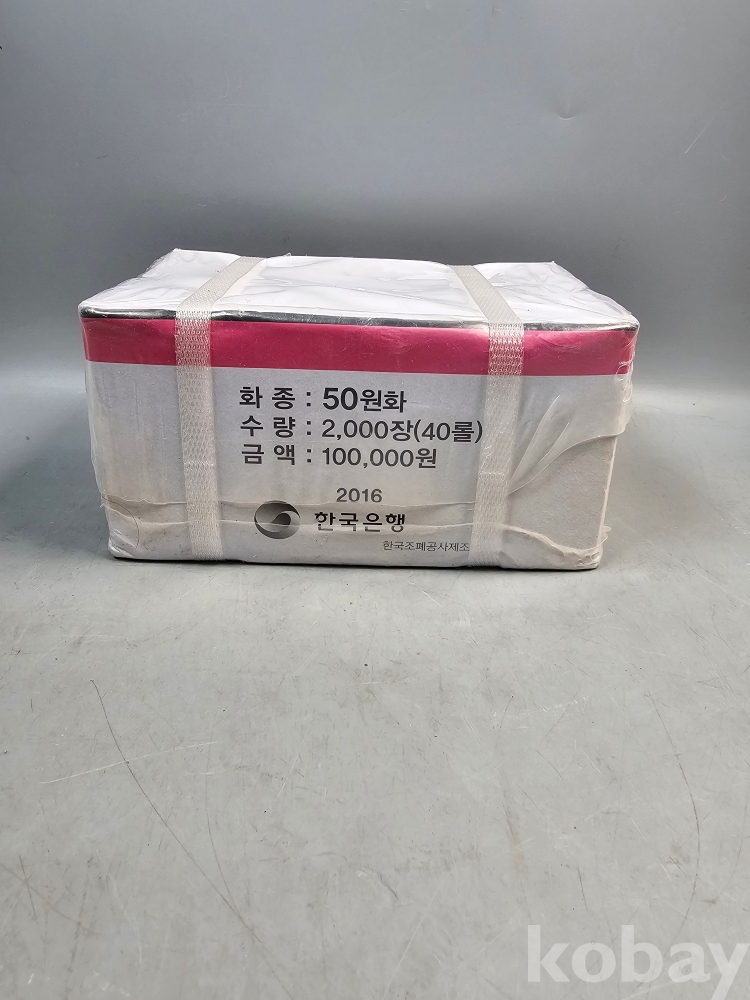 화 종 : 50원화
수 량 : 2,000장(40롤)
금 액 : 100,000원
2016
한국은행
한국조폐공사제조
kobay